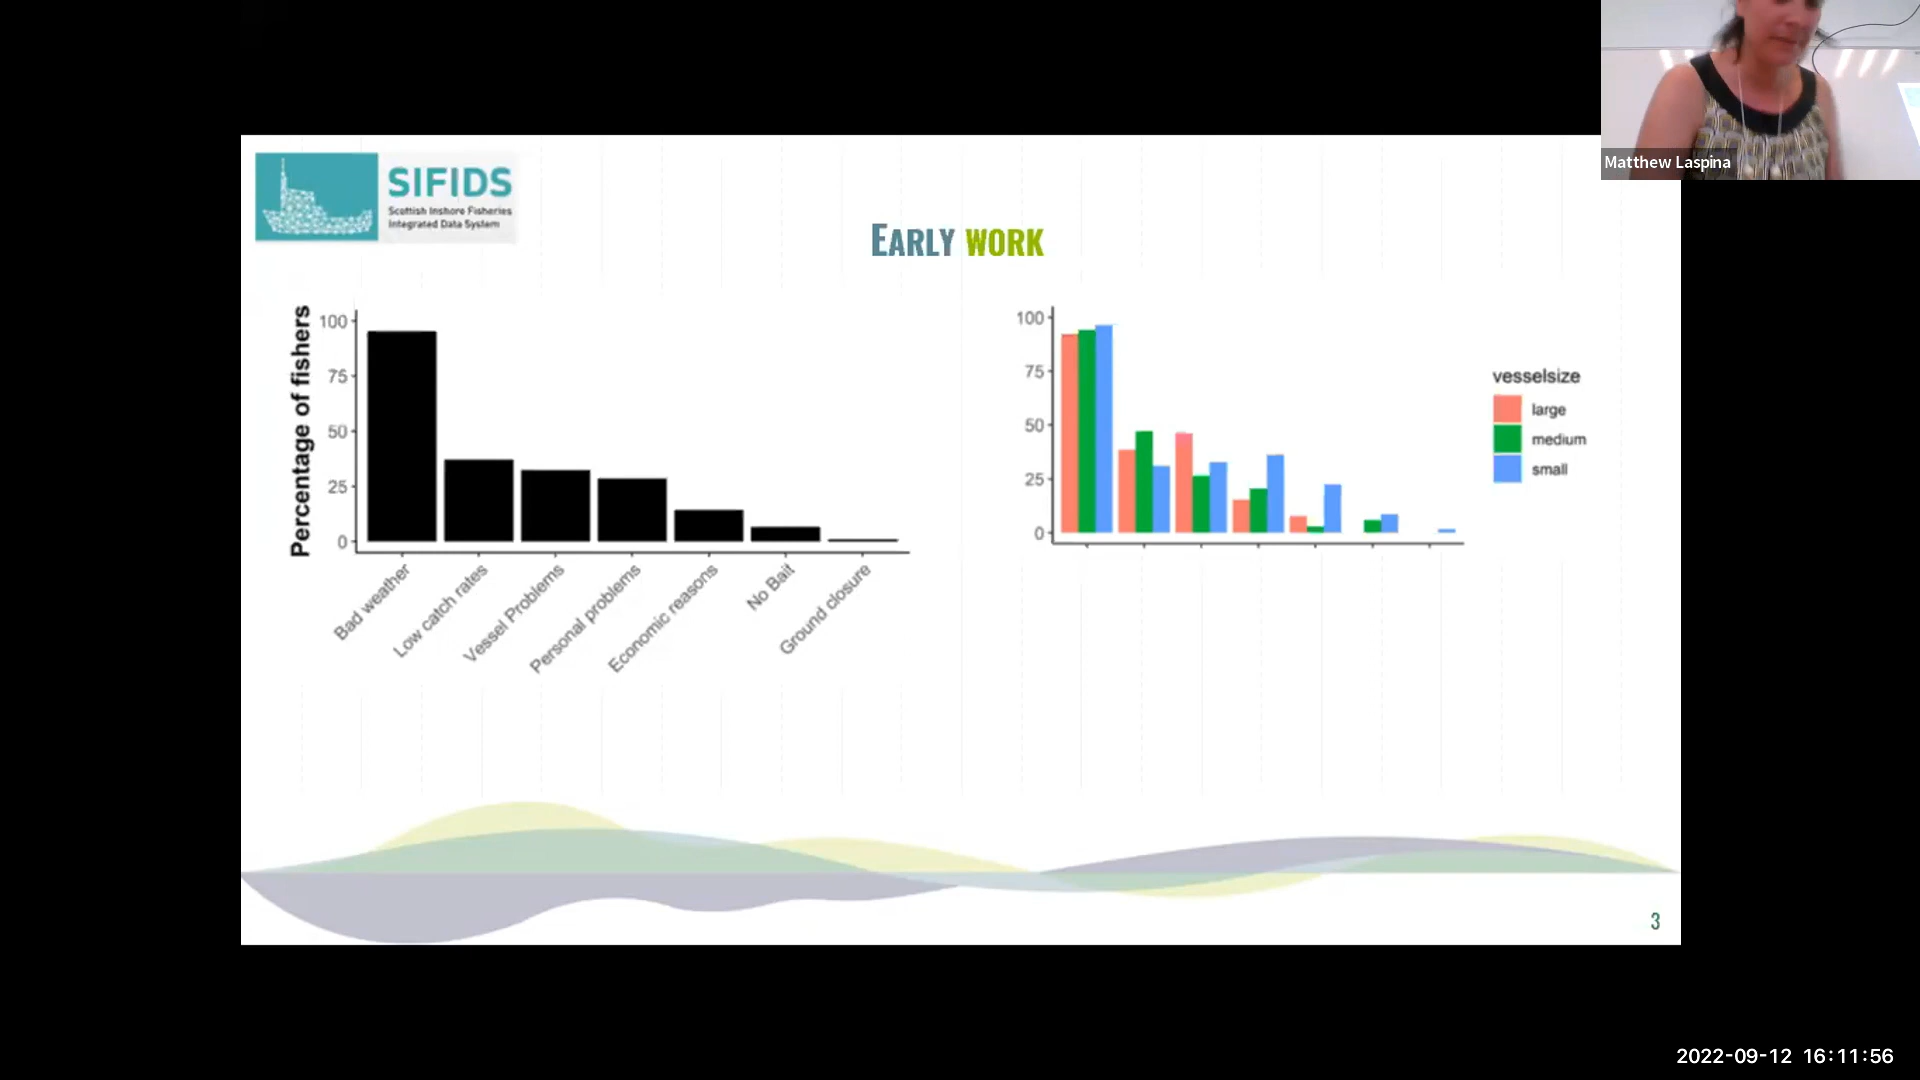 Matthew Laspina
SIFIDS
Scottish Inshore Fisheries
Integrated Data System
EARLY WORK
Percentage of fishers
100
75
50
25
0
Bad weather
Low catch rates
Vessel Problems
Personal problems
Economic reasons
No Bait
Ground closure
100
75
50
25
0
vesselsize
large
medium
small
3
2022-09-12 16:11:56